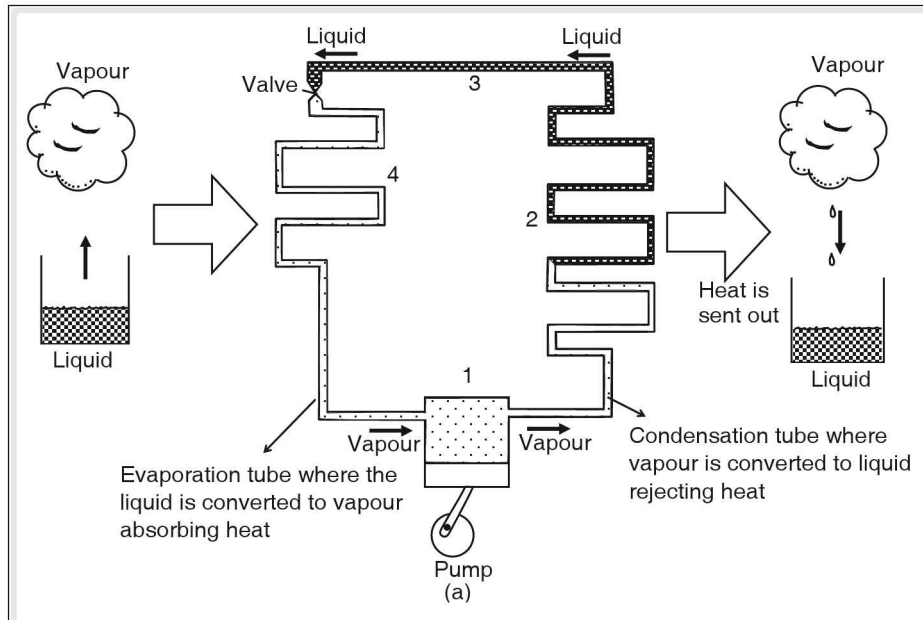 Liquid
Liquid
Vapour
Vapour
3
Valve
4
2
Heat is
sent out
Liquid
Liquid
1
Vapour
Vapour
Evaporation tube where the
liquid is converted to vapour
absorbing heat
Condensation tube where
vapour is converted to liquid
rejecting heat
Pump
(a)